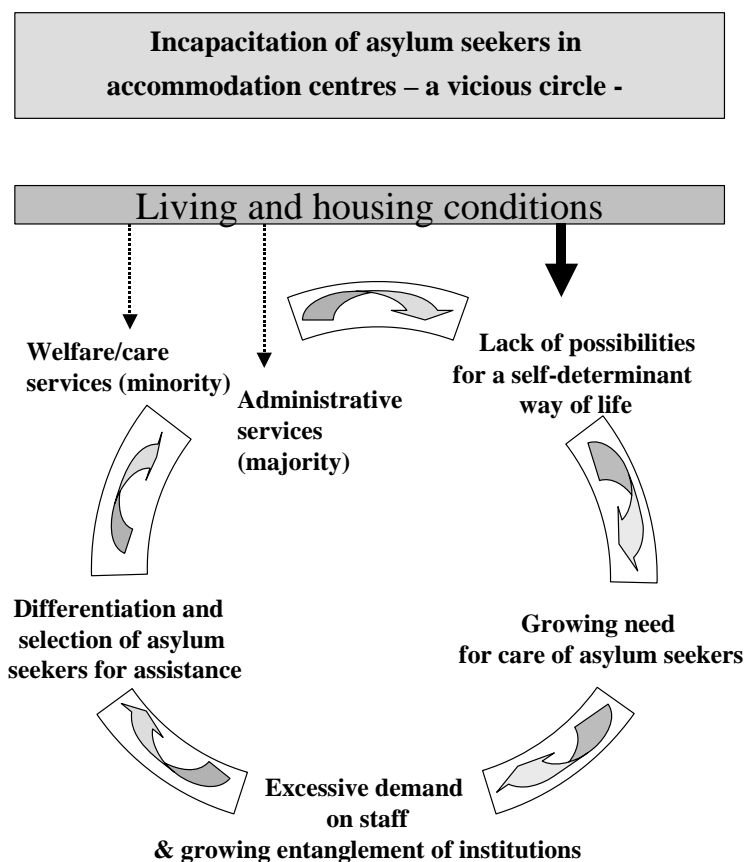 Incapacitation of asylum seekers in
accommodation centres – a vicious circle -
Living and housing conditions
Welfare/care
services (minority)
Administrative
services
(majority)
Lack of possibilities
for a self-determinant
way of life
Growing need
for care of asylum seekers
Excessive demand
on staff
& growing entanglement of institutions
Differentiation and
selection of asylum
seekers for assistance